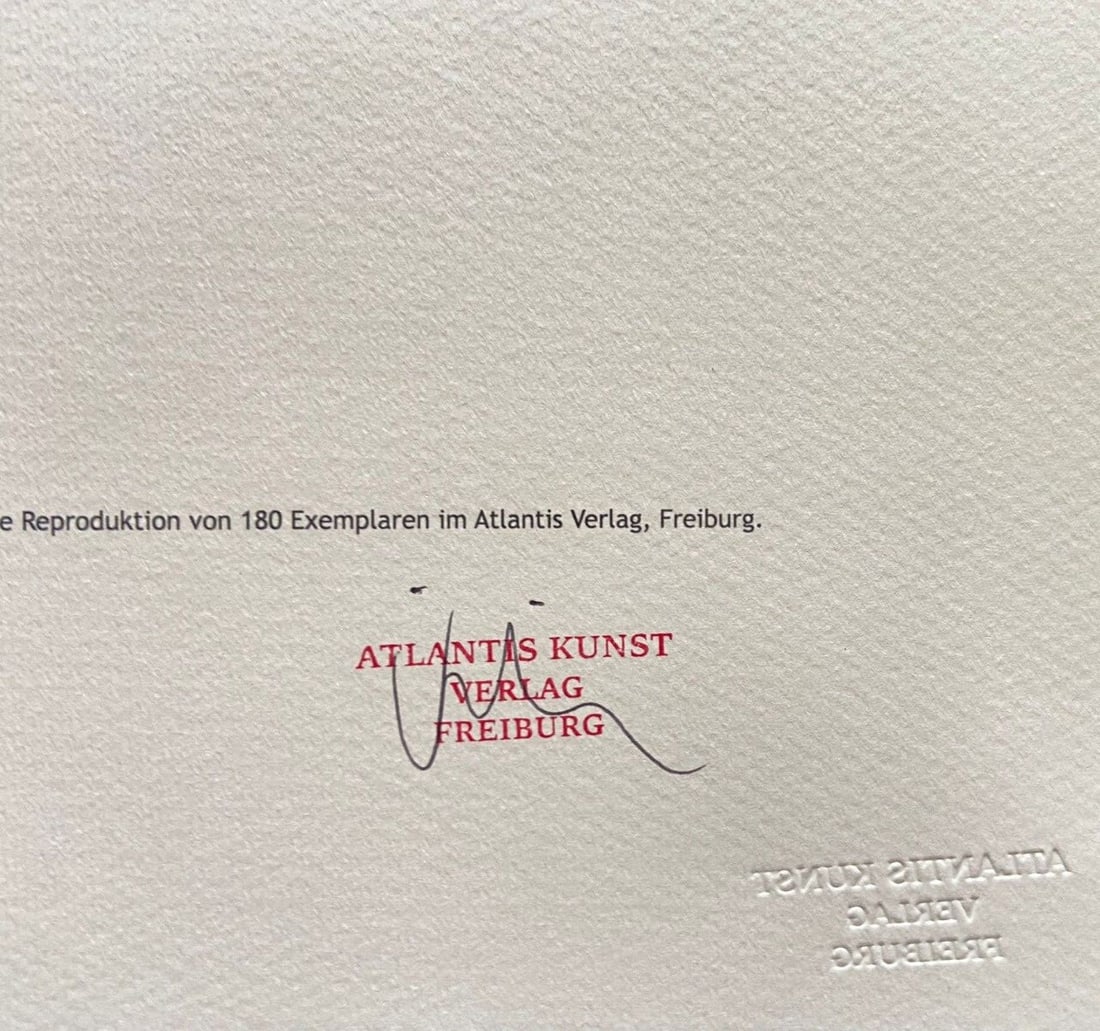 e Reproduktion von 180 Exemplaren im Atlantis Verlag, Freiburg.
ATLANTIS KUNST
VERLAG
FREIBURG
ATLANTIS KUNST
VERLAG
FREIBURG